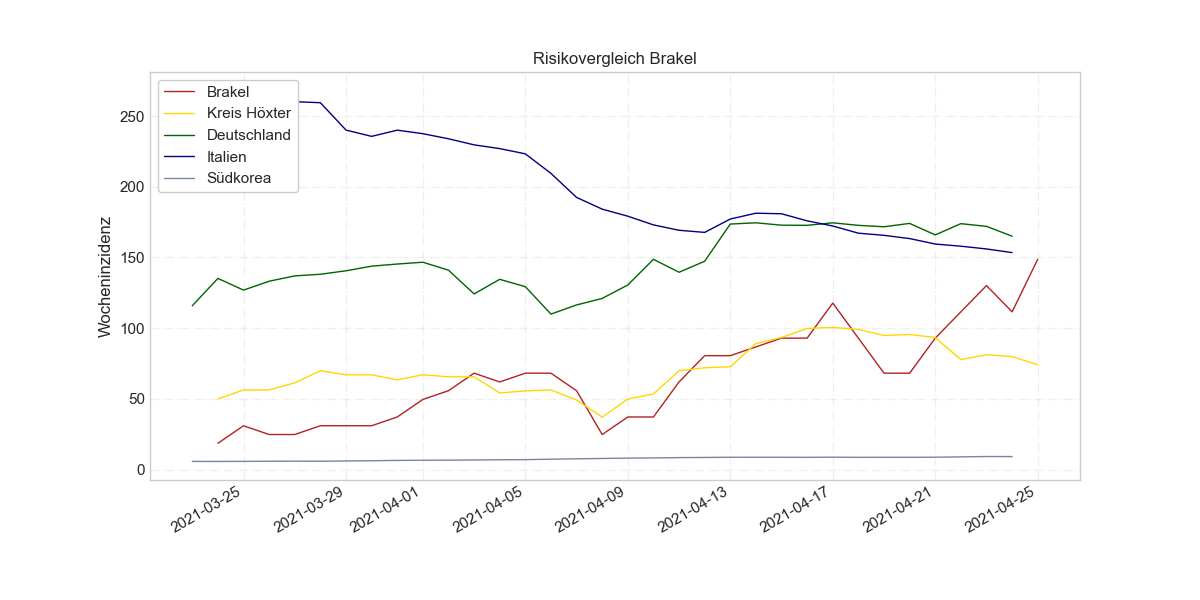 Risikovergleich Brakel
Brakel
Kreis Höxter
Deutschland
Italien
Südkorea
Wocheninzidenz
250
200
150
100
50
0
2021-03-25
2021-03-29
2021-04-01
2021-04-05
2021-04-09
2021-04-13
2021-04-17
2021-04-21
2021-04-25